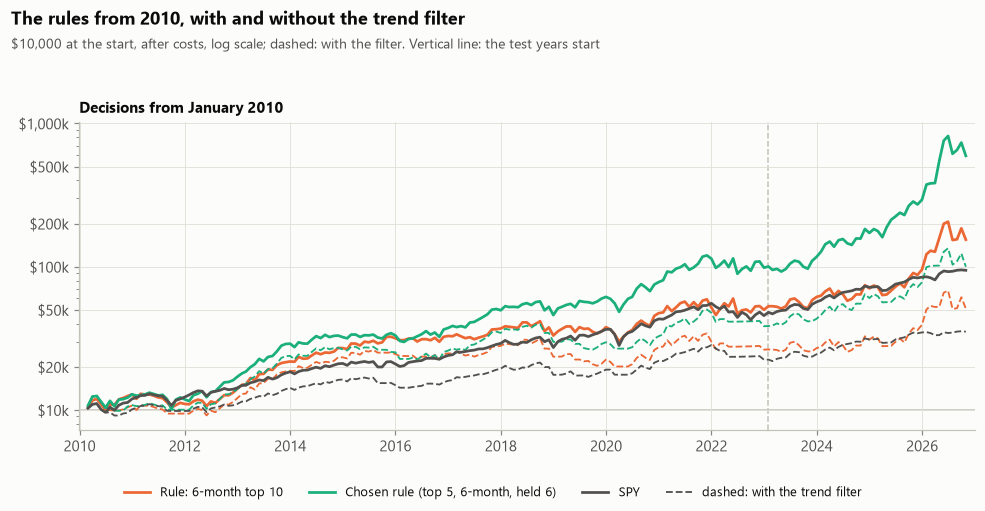 The rules from 2010, with and without the trend filter
$10,000 at the start, after costs, log scale; dashed: with the filter. Vertical line: the test years start
Decisions from January 2010
$1,000k
$500k
$200k
$100k
$50k
$20k
$10k
2010 2012 2014 2016 2018 2020 2022 2024 2026
Rule: 6-month top 10 Chosen rule (top 5, 6-month, held 6) SPY dashed: with the trend filter